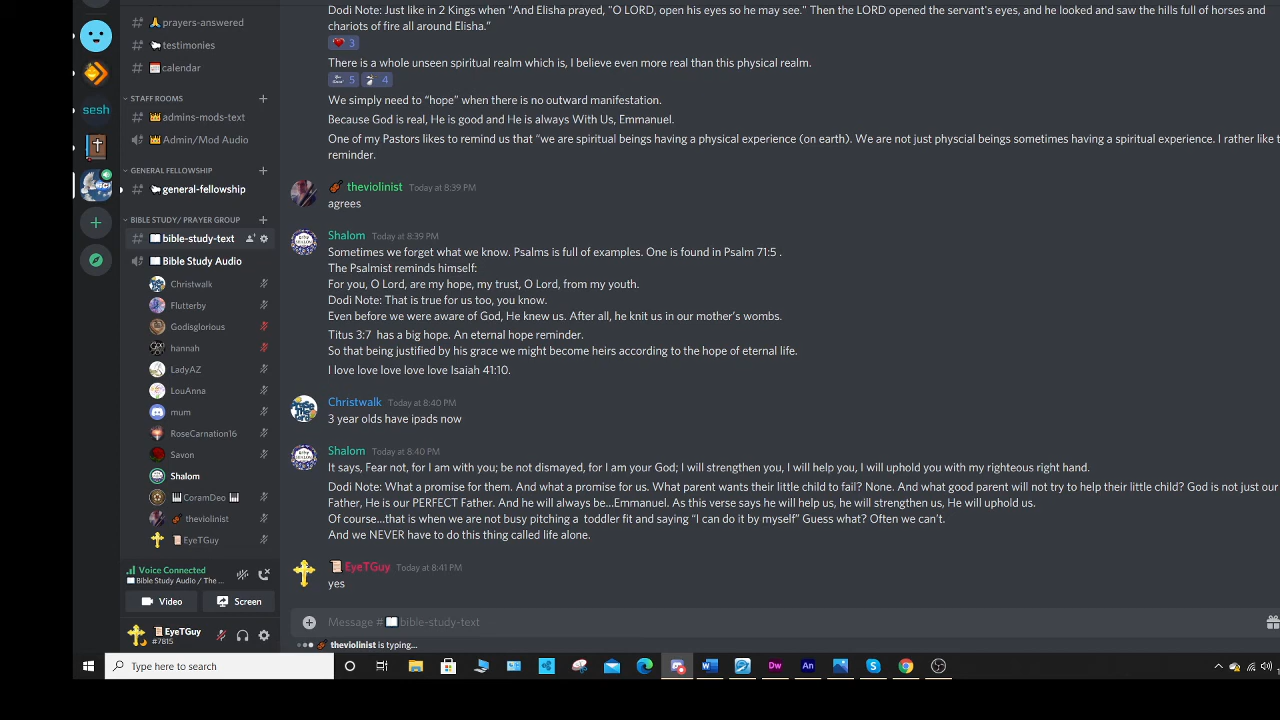 prayers-answered
testimonies
calendar
STAFF ROOMS
admins-mods-text
Admin/Mod Audio
GENERAL FELLOWSHIP
general-fellowship
BIBLE STUDY/ PRAYER GROUP
bible-study-text
Bible Study Audio
Christwalk
Flutterby
Godisglorious
hannah
LadyAZ
LouAnna
mum
RoseCarnation16
Savon
Shalom
CoramDeo
theviolinist
EyeTGuy
Voice Connected
Bible Study Audio / The ...
Video
Screen
EyeTGuy
#7815
sesh
Dodi Note: Just like in 2 Kings when “And Elisha prayed, “O LORD, open his eyes so he may see.” Then the LORD opened the servant's eyes, and he looked and saw the hills full of horses and
chariots of fire all around Elisha.”
3
There is a whole unseen spiritual realm which is, I believe even more real than this physical realm.
5 4
We simply need to “hope” when there is no outward manifestation.
Because God is real, He is good and He is always With Us, Emmanuel.
One of my Pastors likes to remind us that “we are spiritual beings having a physical experience (on earth). We are not just physcial beings sometimes having a spiritual experience. I rather like t
reminder.
theviolinist Today at 8:39 PM
agrees
Shalom Today at 8:39 PM
Sometimes we forget what we know. Psalms is full of examples. One is found in Psalm 71:5 .
The Psalmist reminds himself:
For you, O Lord, are my hope, my trust, O Lord, from my youth.
Dodi Note: That is true for us too, you know.
Even before we were aware of God, He knew us. After all, he knit us in our mother's wombs.
Titus 3:7 has a big hope. An eternal hope reminder.
So that being justified by his grace we might become heirs according to the hope of eternal life.
I love love love love love Isaiah 41:10.
Christwalk Today at 8:40 PM
3 year olds have ipads now
Shalom Today at 8:40 PM
It says, Fear not, for I am with you; be not dismayed, for I am your God; I will strengthen you, I will help you, I will uphold you with my righteous right hand.
Dodi Note: What a promise for them. And what a promise for us. What parent wants their little child to fail? None. And what good parent will not try to help their little child? God is not just our
Father, He is our PERFECT Father. And he will always be...Emmanuel. As this verse says he will help us, he will strengthen us, He will uphold us.
Of course...that is when we are not busy pitching a toddler fit and saying “I can do it by myself” Guess what? Often we can't.
And we NEVER have to do this thing called life alone.
EyeTGuy Today at 8:41 PM
yes
Message # bible-study-text
theviolinist is typing...
Type here to search
Dw
An